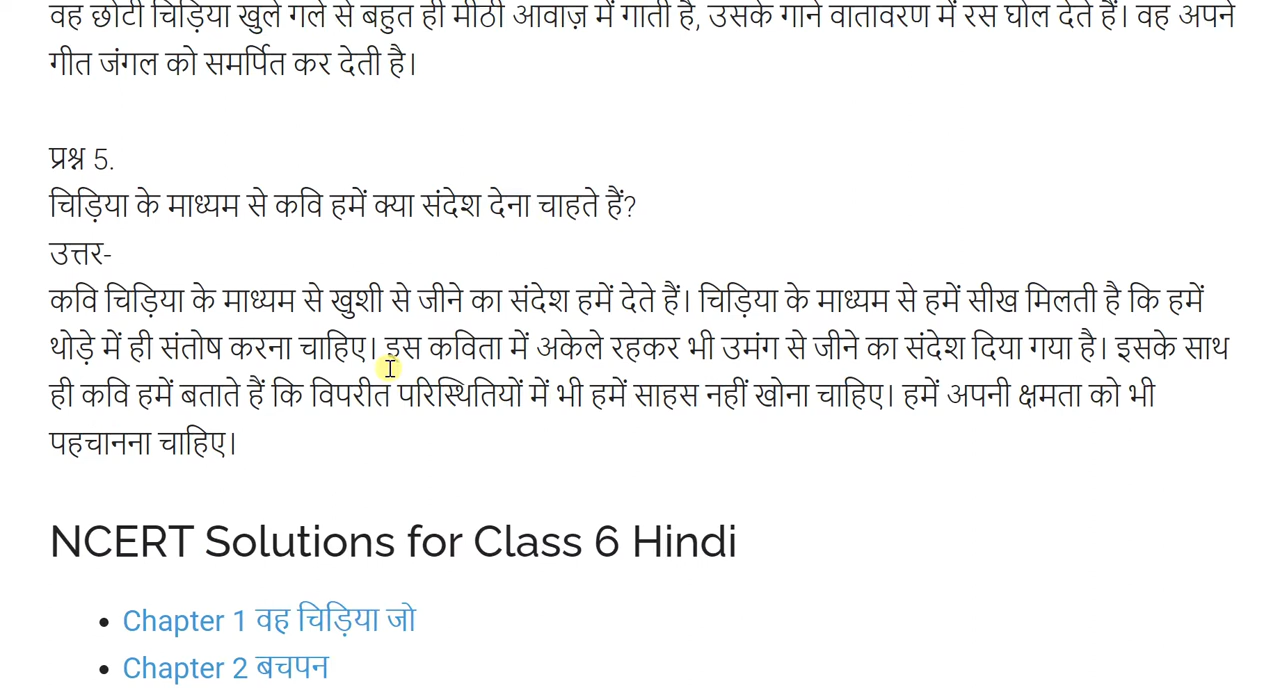 वह छोटी चिड़िया खुले गले से बहुत ही मीठी आवाज़ में गाती है, उसके गाने वातावरण में रस घोल देते हैं। वह अपने
गीत जंगल को समर्पित कर देती है।
प्रश्न 5.
चिड़िया के माध्यम से कवि हमें क्या संदेश देना चाहते हैं?
उत्तर-
कवि चिड़िया के माध्यम से खुशी से जीने का संदेश हमें देते हैं। चिड़िया के माध्यम से हमें सीख मिलती है कि हमें
थोड़े में ही संतोष करना चाहिए। इस कविता में अकेले रहकर भी उमंग से जीने का संदेश दिया गया है। इसके साथ
ही कवि हमें बताते हैं कि विपरीत परिस्थितियों में भी हमें साहस नहीं खोना चाहिए। हमें अपनी क्षमता को भी
पहचानना चाहिए।
NCERT Solutions for Class 6 Hindi
• Chapter 1 वह चिड़िया जो
• Chapter 2 बचपन